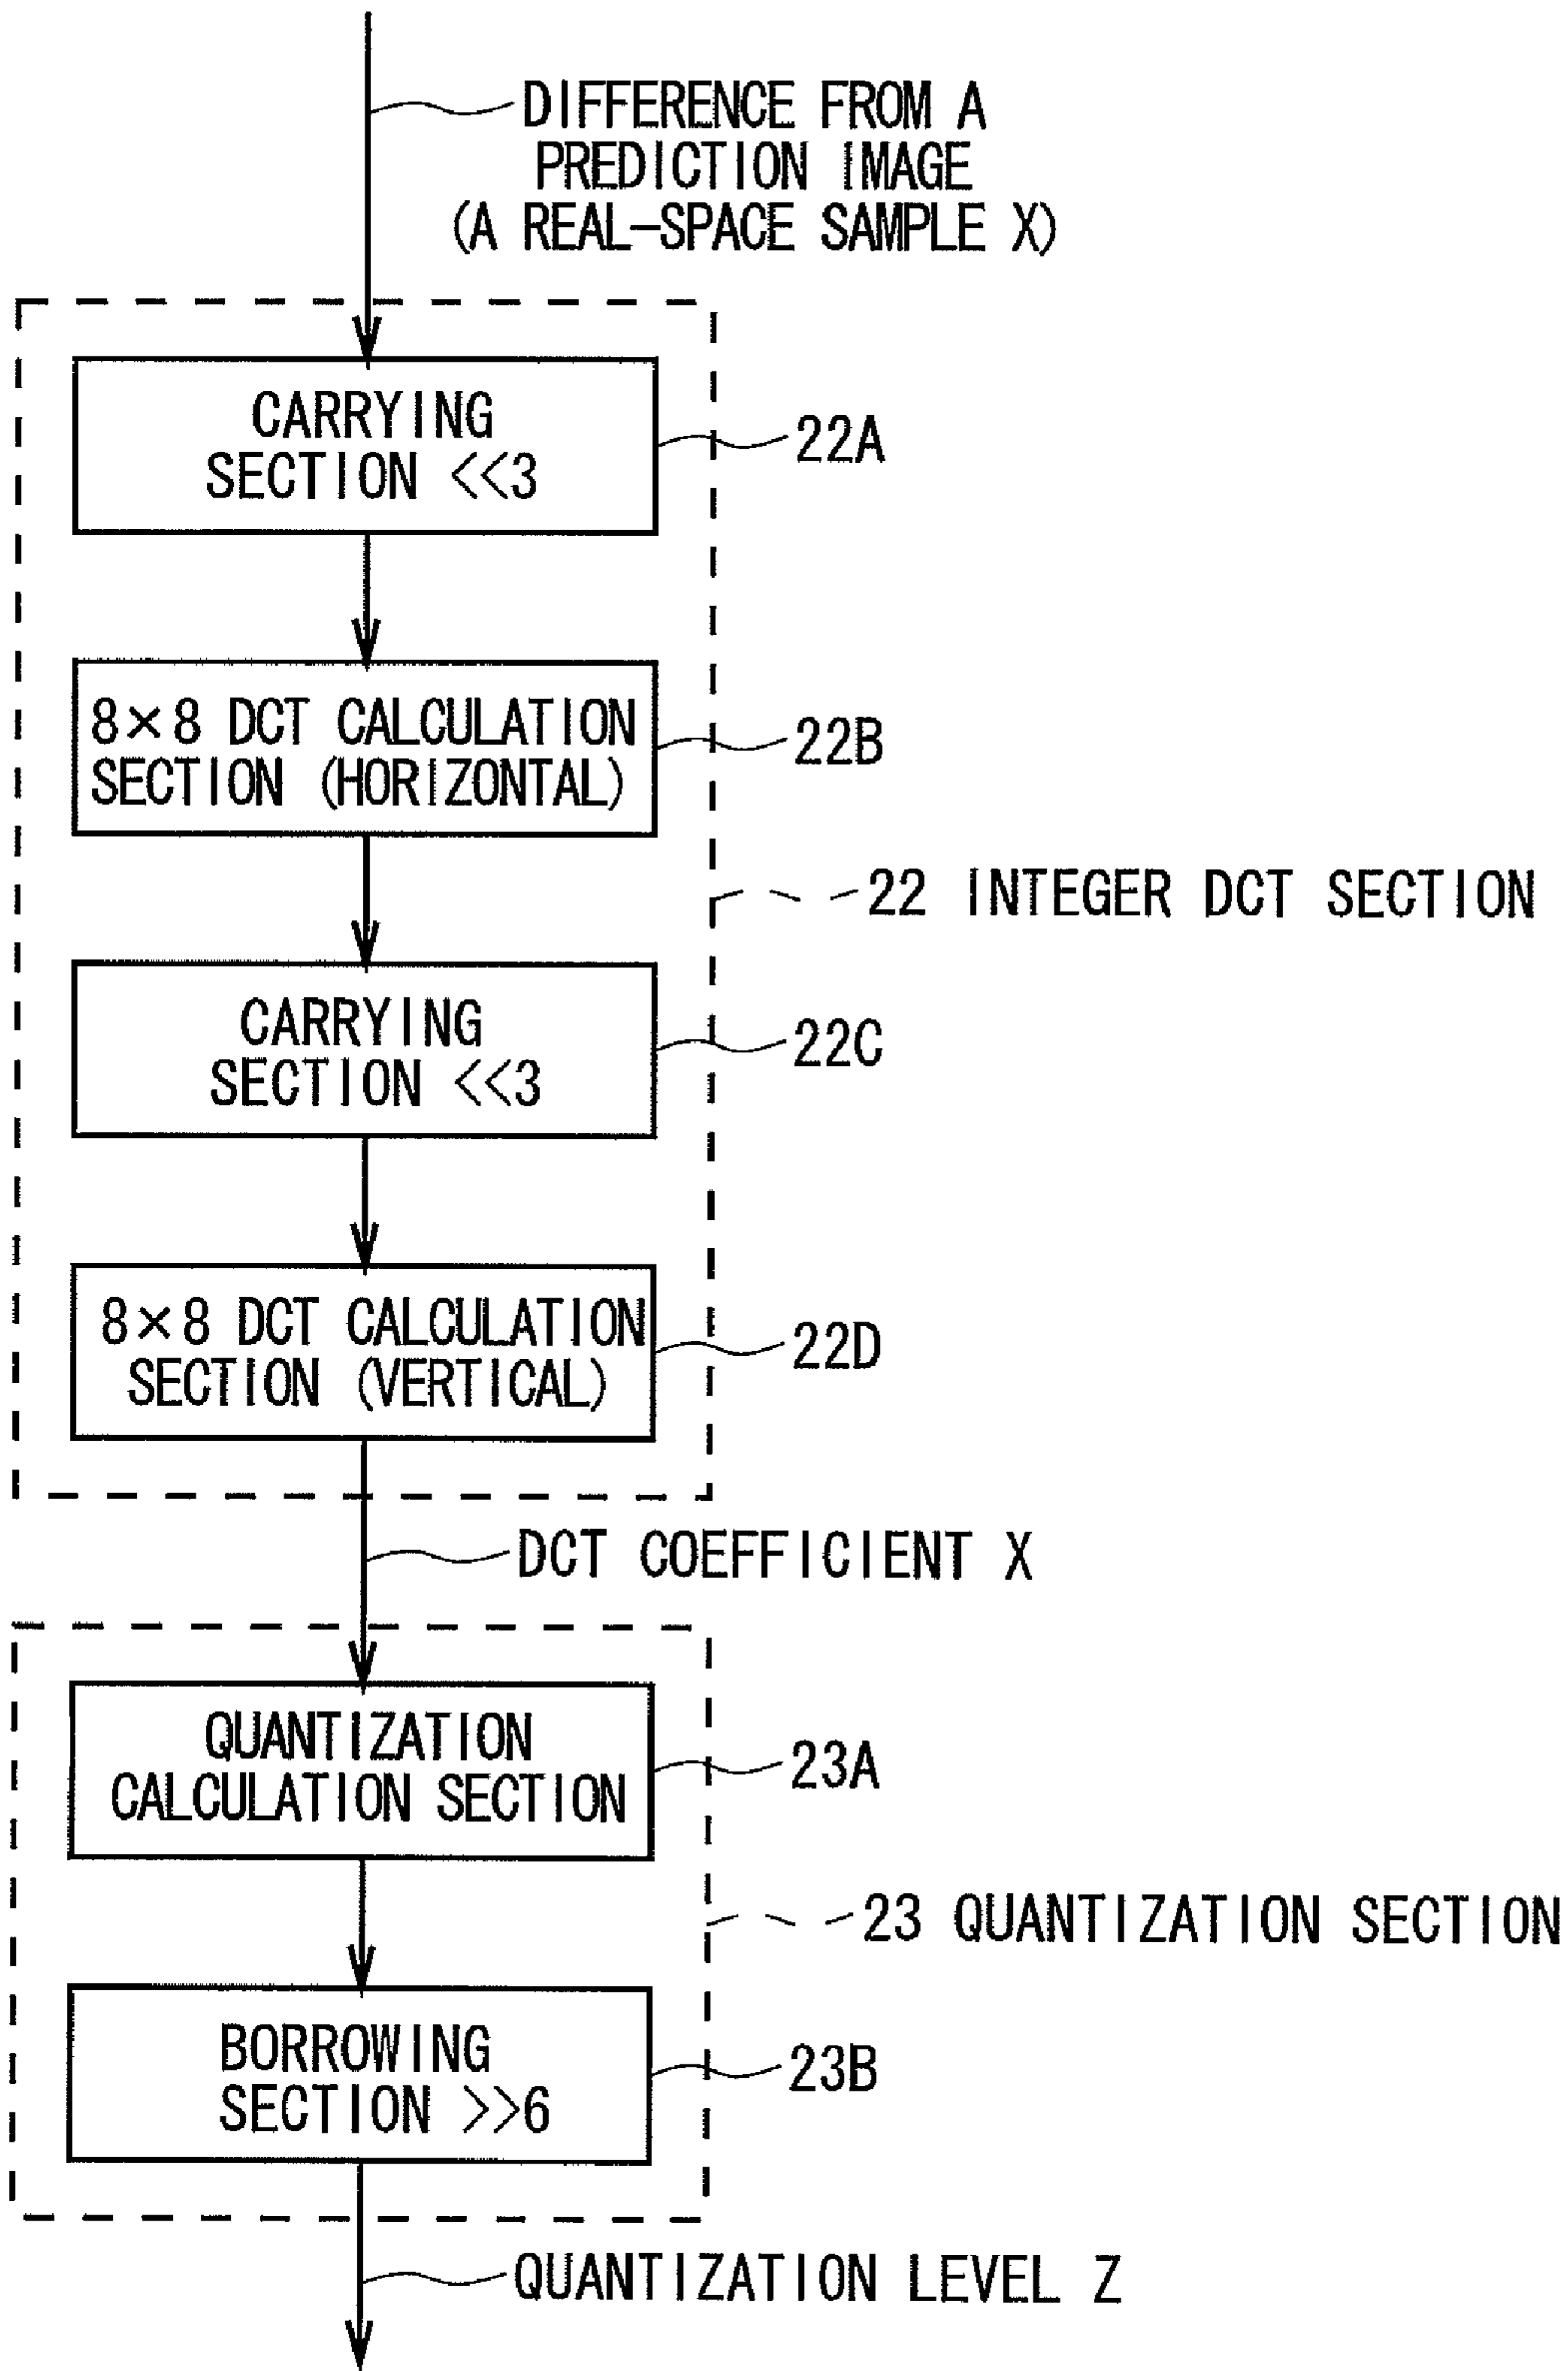 DIFFERENCE FROM A
PREDICTION IMAGE
(A REAL-SPACE SAMPLE X)
CARRYING
SECTION <<3
22A
8×8 DCT CALCULATION
SECTION (HORIZONTAL)
22B
22 INTEGER DCT SECTION
CARRYING
SECTION <<3
22C
8×8 DCT CALCULATION
SECTION (VERTICAL)
22D
DCT COEFFICIENT X
QUANTIZATION
CALCULATION SECTION
23A
23 QUANTIZATION SECTION
BORROWING
SECTION >>6
23B
QUANTIZATION LEVEL Z